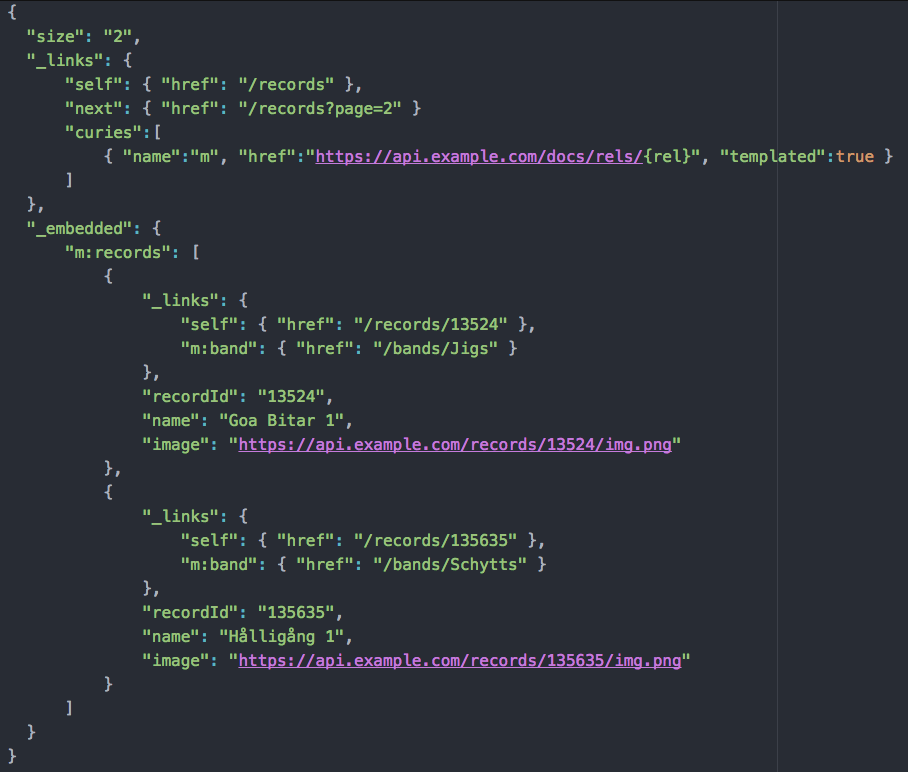 {
  "size": "2",
  "_links": {
      "self": { "href": "/records" },
      "next": { "href": "/records?page=2" }
      "curies":[
          { "name":"m", "href":"https://api.example.com/docs/rels/{rel}", "templated":true }
      ]
  },
  "_embedded": {
      "m:records": [
          {
              "_links": {
                  "self": { "href": "/records/13524" },
                  "m:band": { "href": "/bands/Jigs" }
              },
              "recordId": "13524",
              "name": "Goa Bitar 1",
              "image": "https://api.example.com/records/13524/img.png"
          },
          {
              "_links": {
                  "self": { "href": "/records/135635" },
                  "m:band": { "href": "/bands/Schytts" }
              },
              "recordId": "135635",
              "name": "Hålligång 1",
              "image": "https://api.example.com/records/135635/img.png"
          }
      ]
  }
}